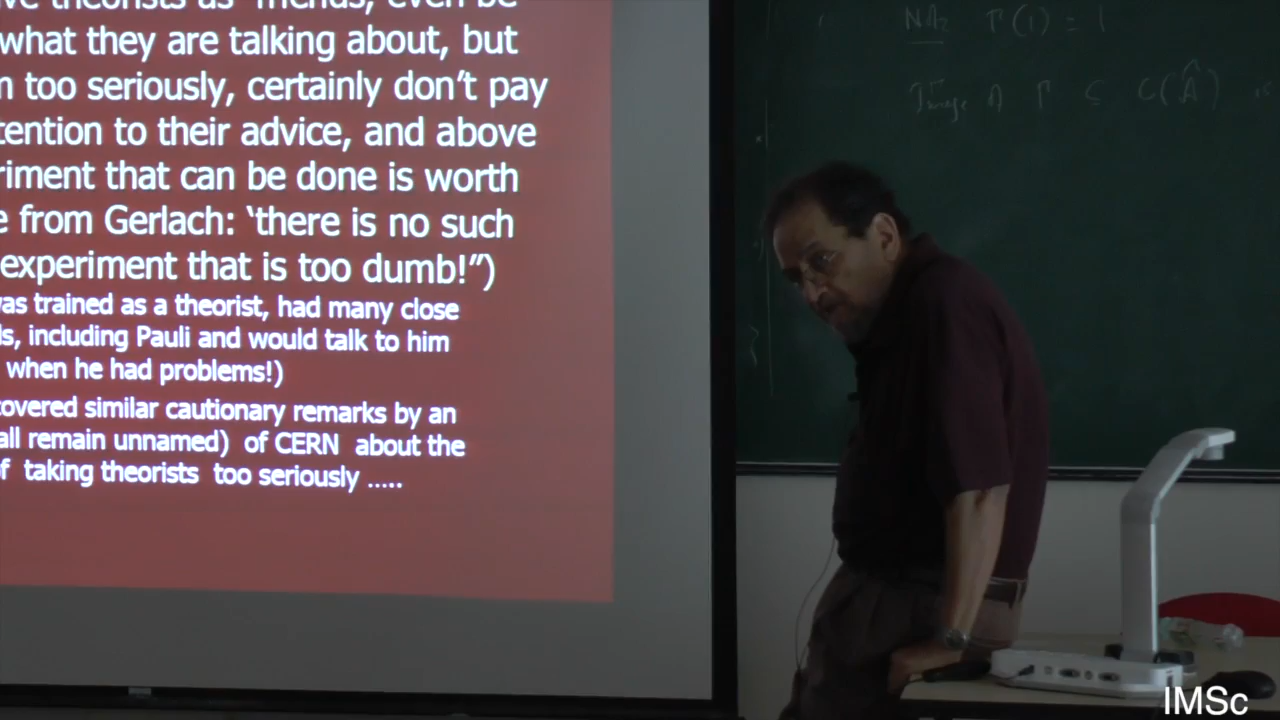 theorists as friends, even be
what they are talking about, but
too seriously, certainly don't pay
tention to their advice, and above
riment that can be done is worth
e from Gerlach: 'there is no such
experiment that is too dumb!")
was trained as a theorist, had many close
s, including Pauli and would talk to him
when he had problems!)
covered similar cautionary remarks by an
all remain unnamed) of CERN about the
f taking theorists too seriously .....
Γ(1) = 1
Image Γ ⊆ C(Â)
IMSc